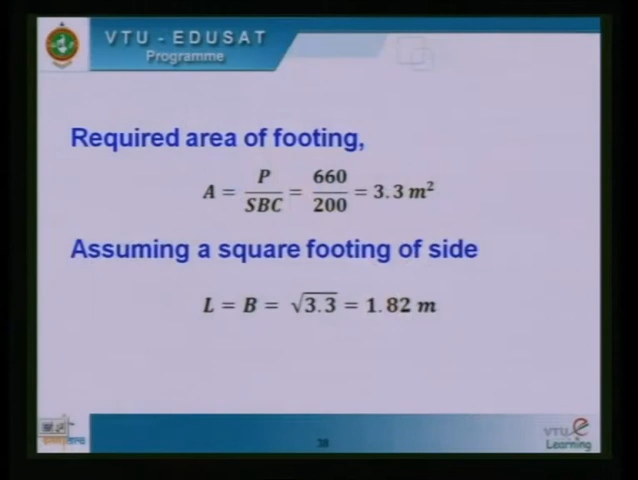 VTU - EDUSAT
Programme
Required area of footing,
A = P/SBC = 660/200 = 3.3 m²
Assuming a square footing of side
L = B = √3.3 = 1.82 m
38
VTU e
Learning